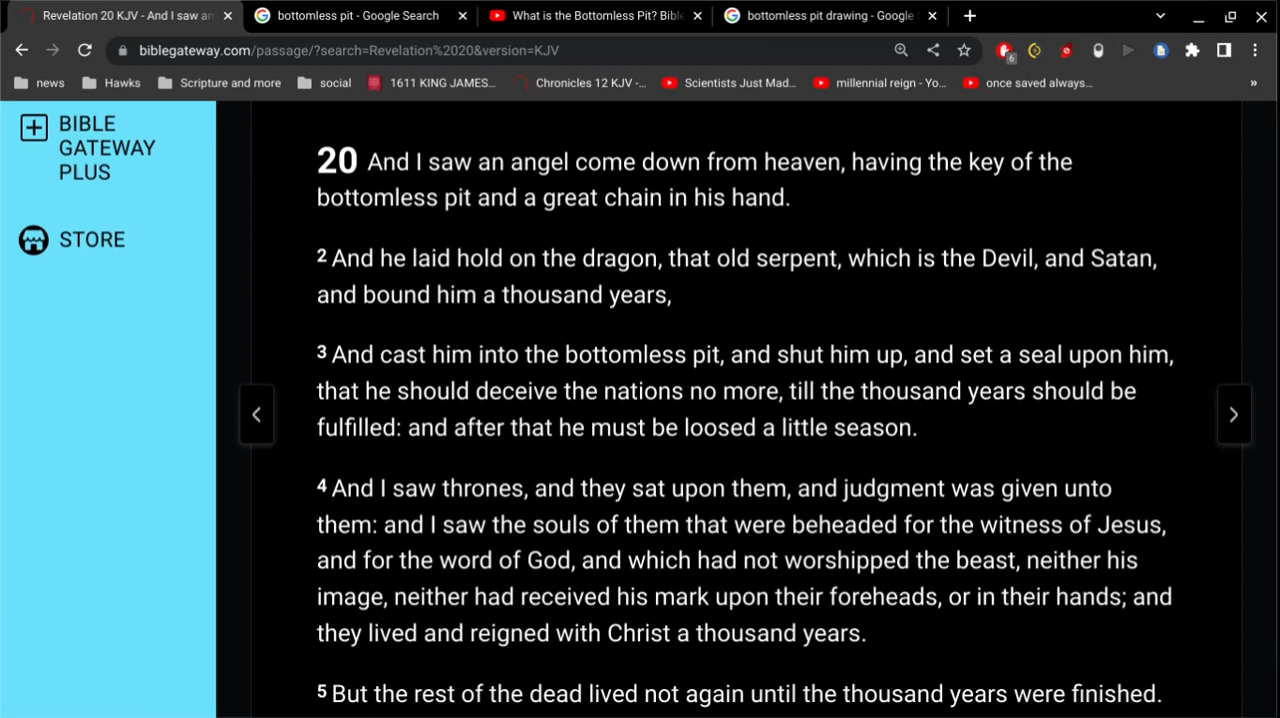 Revelation 20 KJV - And I saw an
bottomless pit - Google Search
What is the Bottomless Pit? Bibl
bottomless pit drawing - Google
biblegateway.com/passage/?search=Revelation%2020&version=KJV
6
news
Hawks
Scripture and more
social
1611 KING JAMES...
Chronicles 12 KJV -...
Scientists Just Mad...
millennial reign - Yo...
once saved always...
»
BIBLE
GATEWAY
PLUS
STORE
20 And I saw an angel come down from heaven, having the key of the
bottomless pit and a great chain in his hand.
2 And he laid hold on the dragon, that old serpent, which is the Devil, and Satan,
and bound him a thousand years,
3 And cast him into the bottomless pit, and shut him up, and set a seal upon him,
that he should deceive the nations no more, till the thousand years should be
fulfilled: and after that he must be loosed a little season.
4 And I saw thrones, and they sat upon them, and judgment was given unto
them: and I saw the souls of them that were beheaded for the witness of Jesus,
and for the word of God, and which had not worshipped the beast, neither his
image, neither had received his mark upon their foreheads, or in their hands; and
they lived and reigned with Christ a thousand years.
5 But the rest of the dead lived not again until the thousand years were finished.